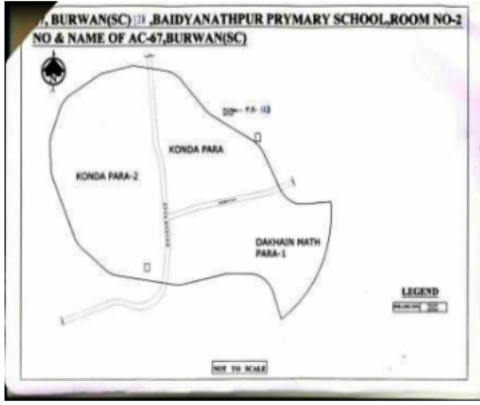 , BURWAN(SC) 128 ,BAIDYANATHPUR PRYMARY SCHOOL,ROOM NO-2
NO & NAME OF AC-67,BURWAN(SC)
N
P.S-
KONDA PARA
KONDA PARA-2
DAKHAIN MATH
PARA-1
LEGEND
NOT TO SCALE